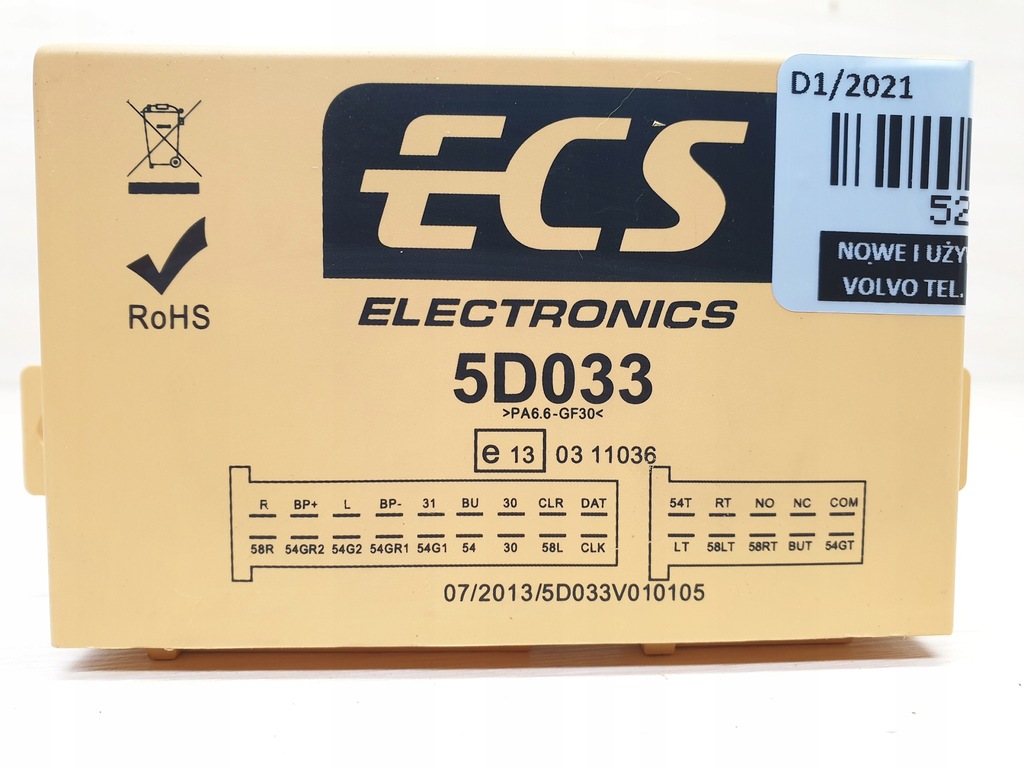 D1/2021
ECS
52
NOWE I
VOLVO TEL.
RoHS
ELECTRONICS
5D033
>PA6.6-GF30<
e 13 03 11036
R BP+ L BP- 31 BU 30 CLR DAT
58R 54GR2 54G2 54GR1 54G1 54 30 58L CLK
54T RT NO NC COM
LT 58LT 58RT BUT 54GT
07/2013/5D033V010105